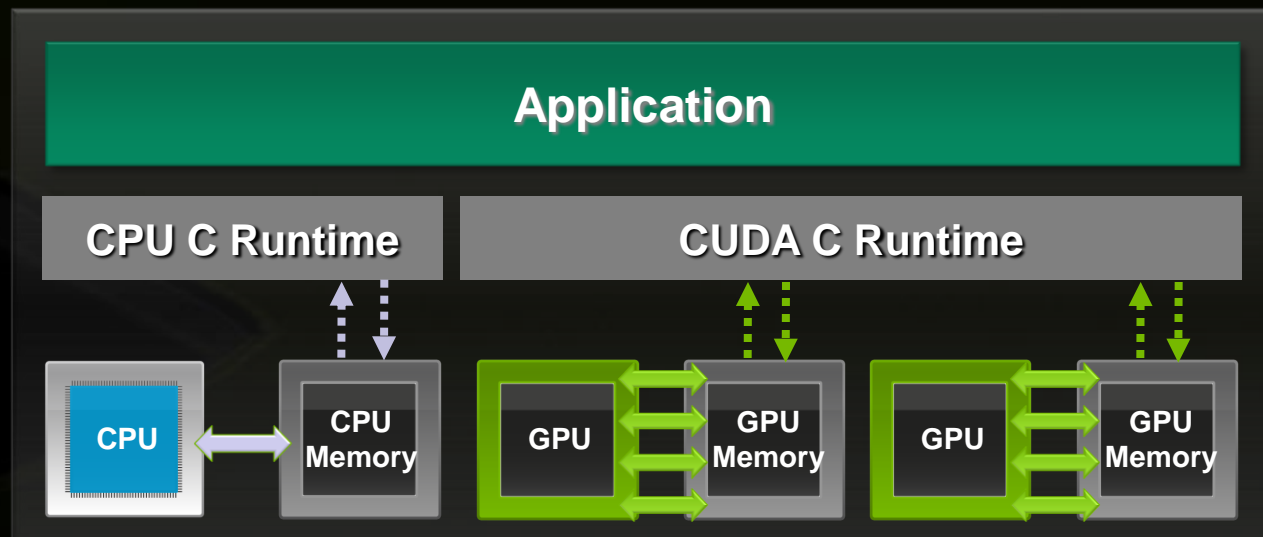 Application
CPU C Runtime
CUDA C Runtime
CPU
CPU
Memory
GPU
GPU
Memory
GPU
GPU
Memory